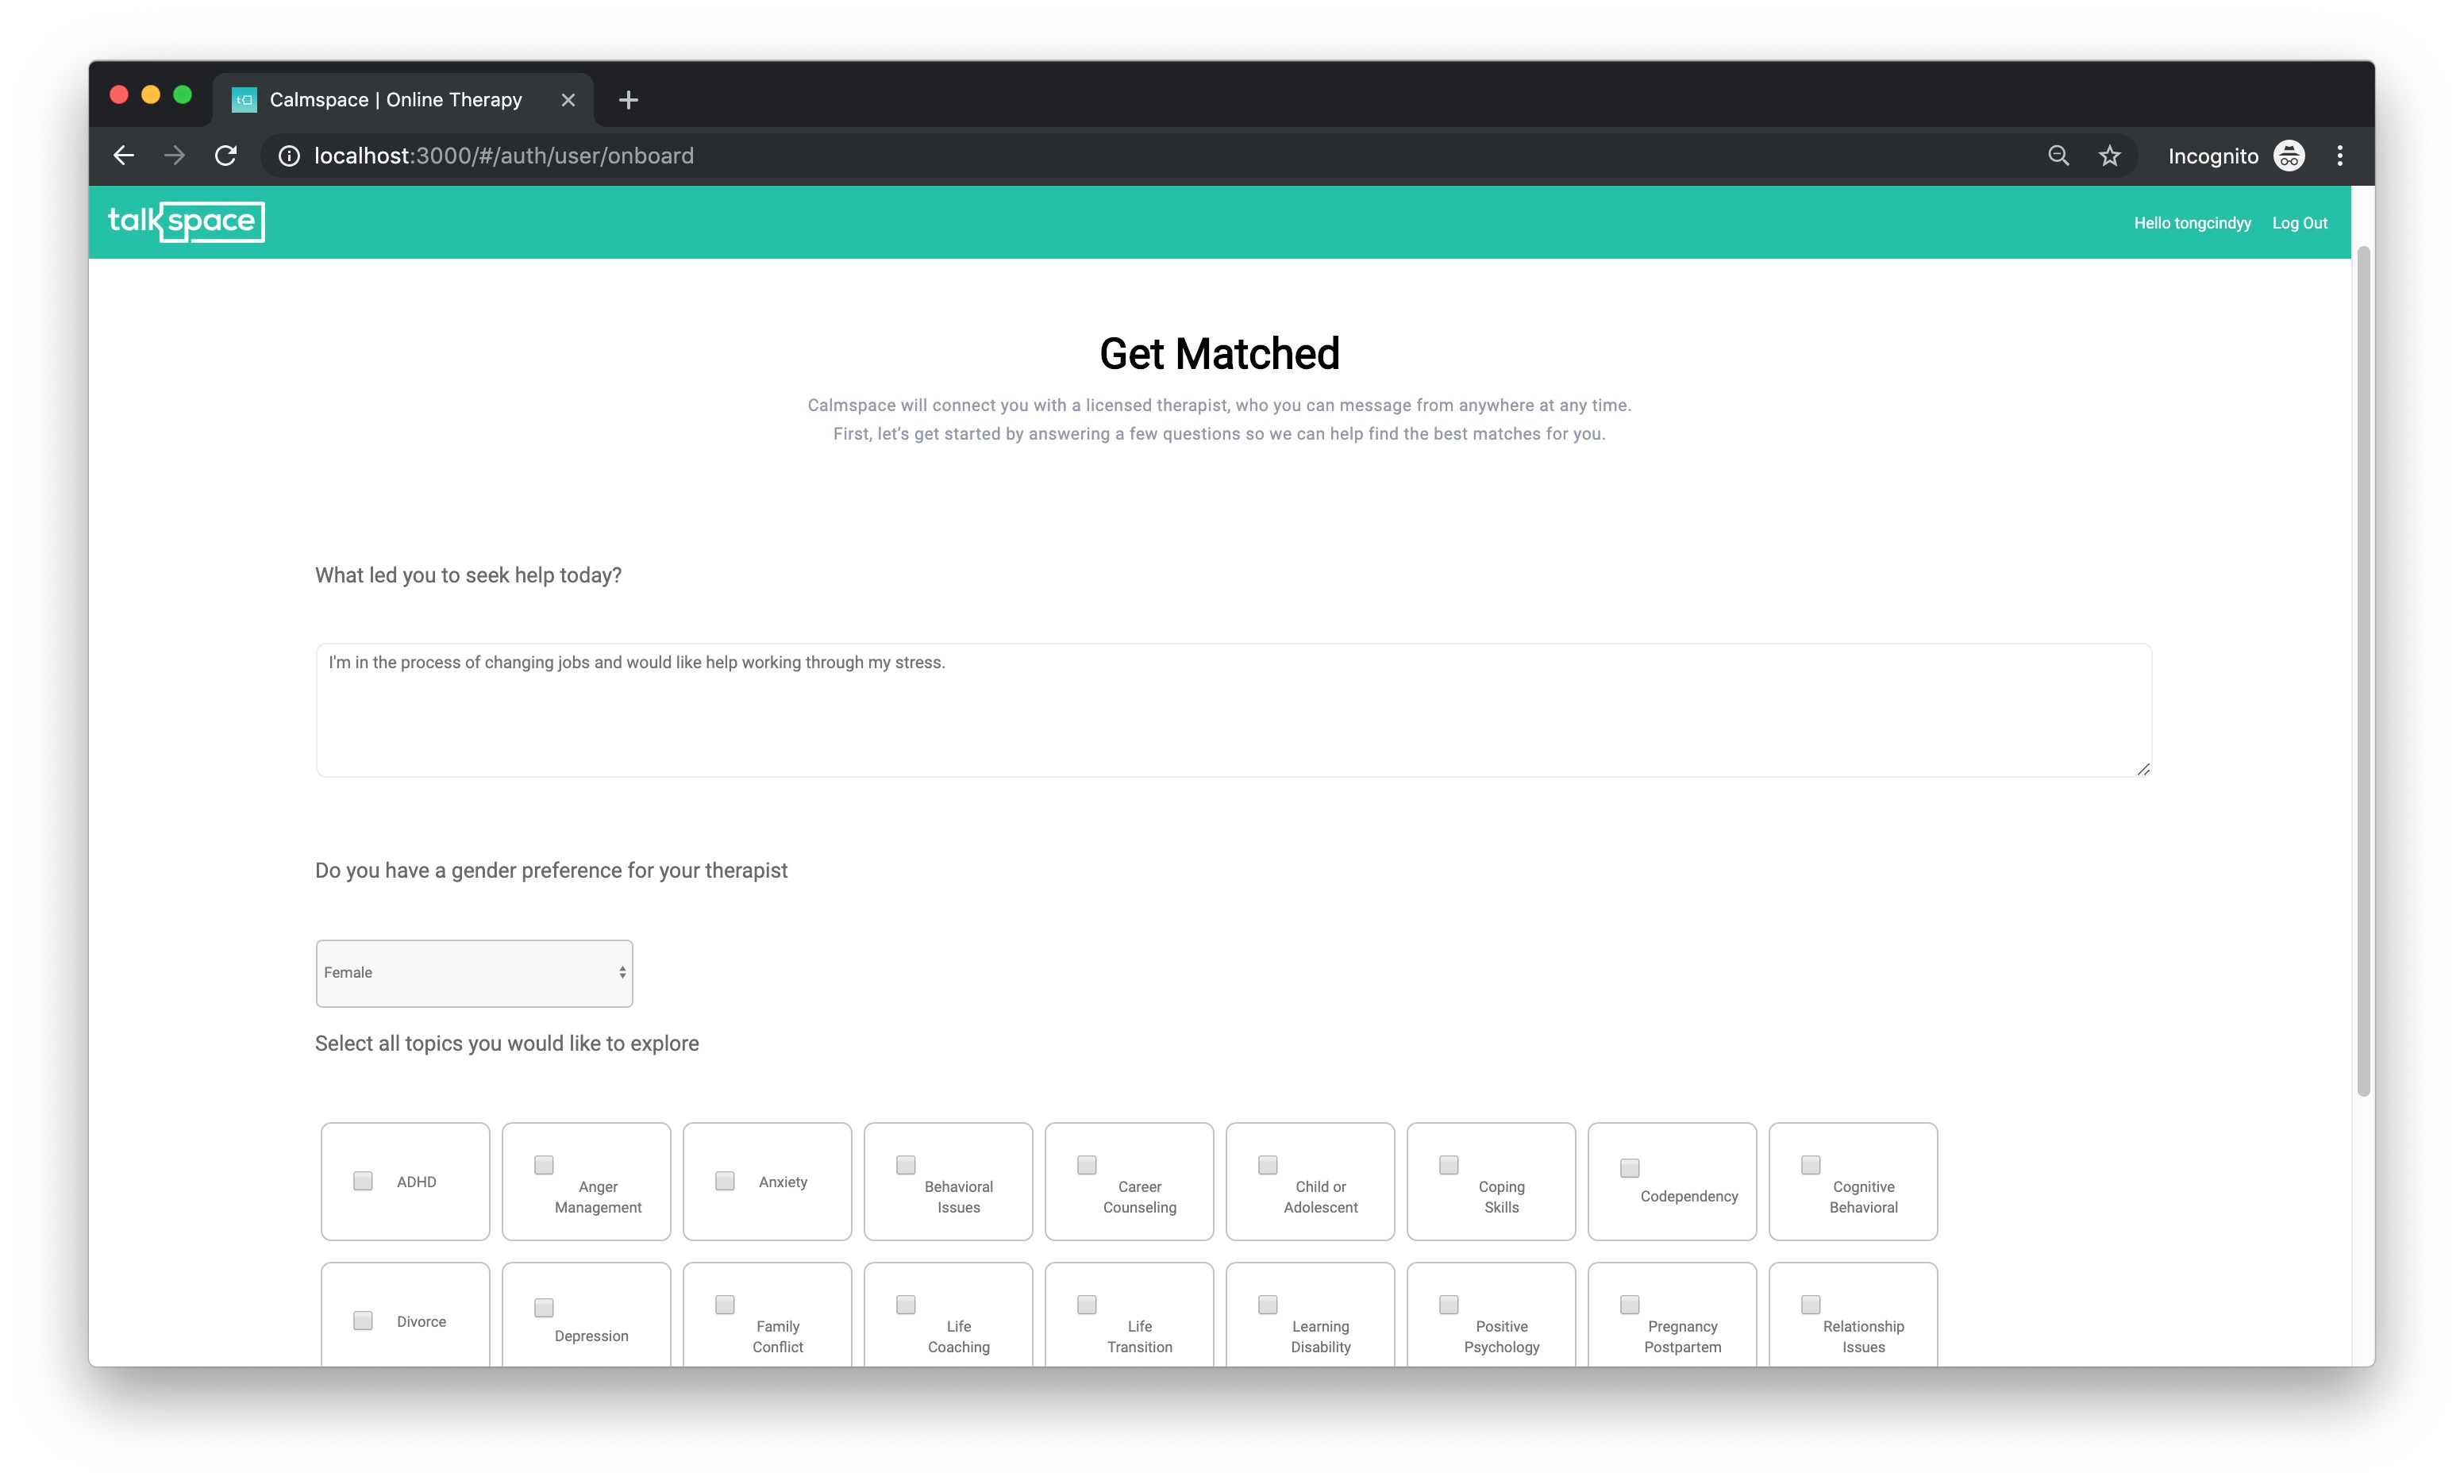 Calmspace | Online Therapy
localhost:3000/#/auth/user/onboard
Incognito
talkspace
Hello tongcindyy
Log Out
Get Matched
Calmspace will connect you with a licensed therapist, who you can message from anywhere at any time.
First, let's get started by answering a few questions so we can help find the best matches for you.
What led you to seek help today?
I'm in the process of changing jobs and would like help working through my stress.
Do you have a gender preference for your therapist
Female
Select all topics you would like to explore
ADHD
Anger
Management
Anxiety
Behavioral
Issues
Career
Counseling
Child or
Adolescent
Coping
Skills
Codependency
Cognitive
Behavioral
Divorce
Depression
Family
Conflict
Life
Coaching
Life
Transition
Learning
Disability
Positive
Psychology
Pregnancy
Postpartem
Relationship
Issues